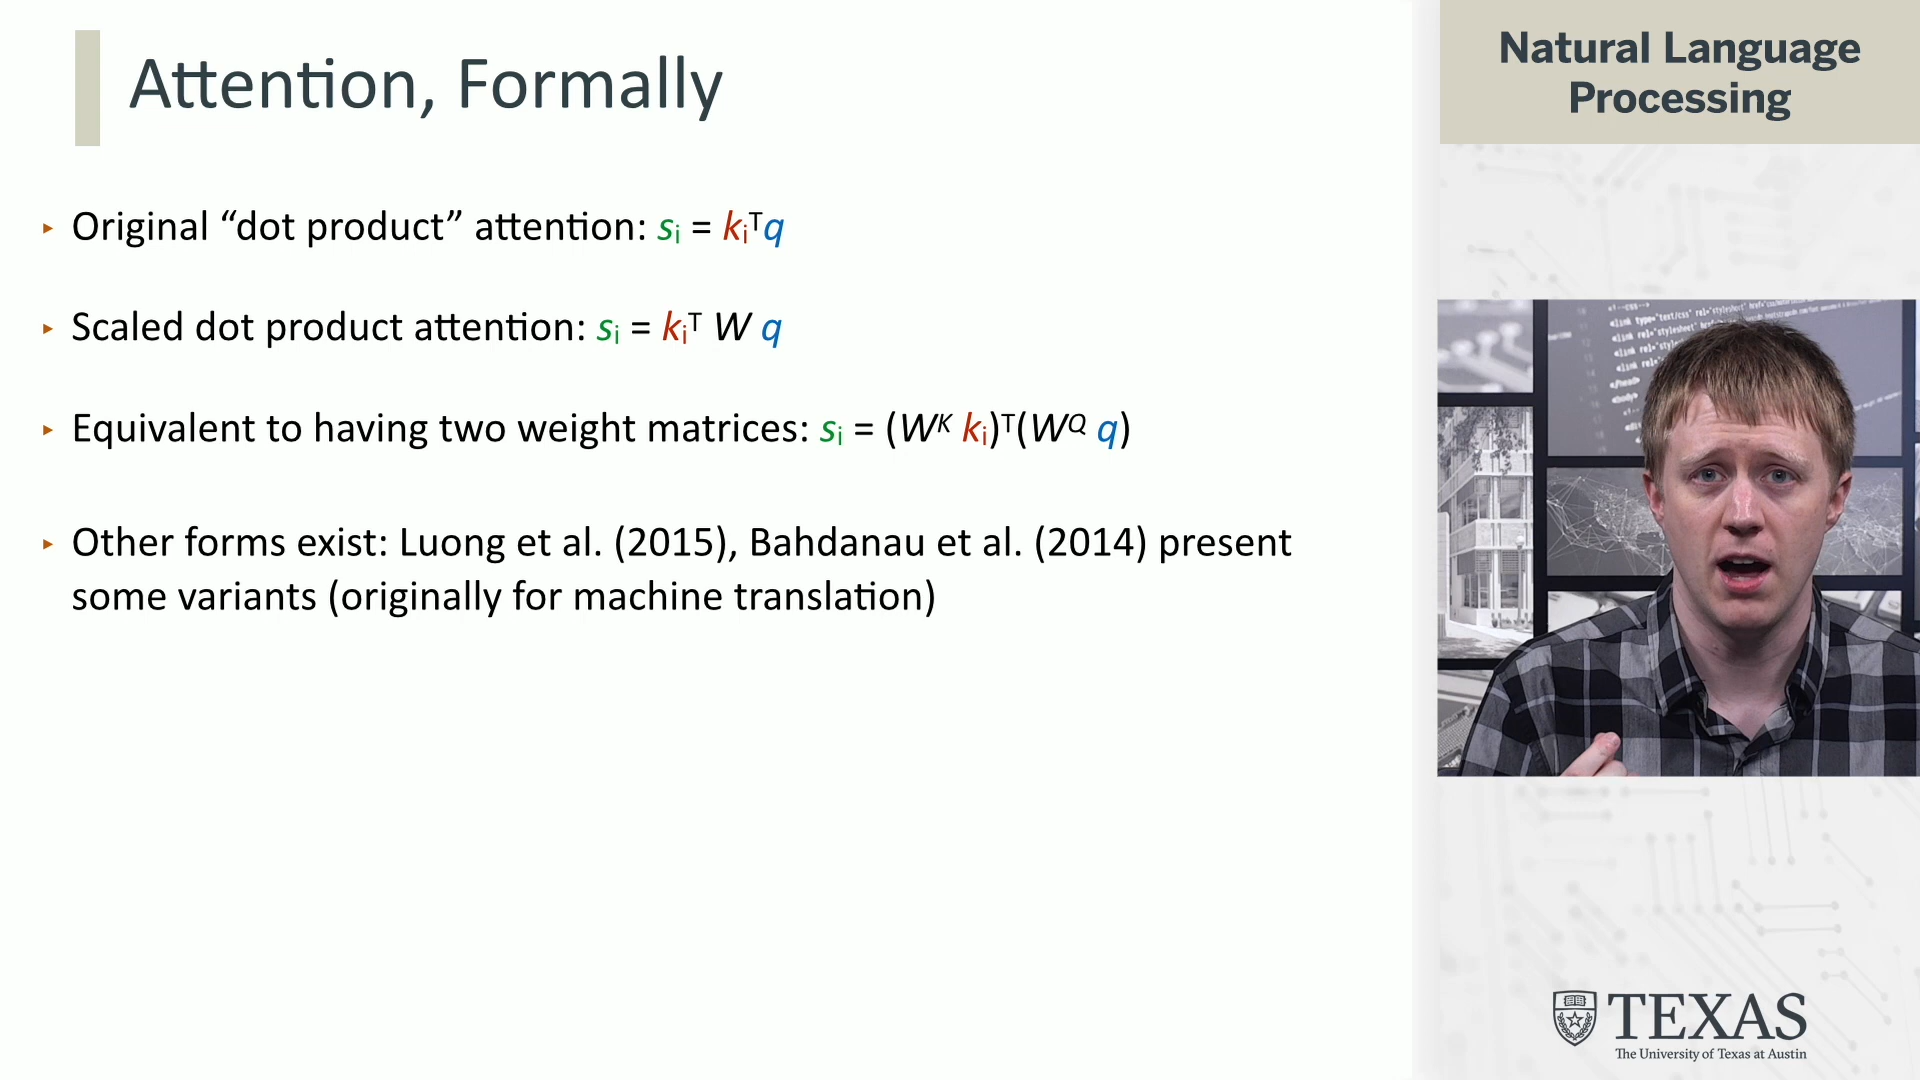 Attention, Formally
Natural Language
Processing
▸ Original “dot product” attention: sᵢ = kᵢᵀq
▸ Scaled dot product attention: sᵢ = kᵢᵀ W q
▸ Equivalent to having two weight matrices: sᵢ = (Wᴷ kᵢ)ᵀ(W^Q q)
▸ Other forms exist: Luong et al. (2015), Bahdanau et al. (2014) present
some variants (originally for machine translation)
TEXAS
The University of Texas at Austin